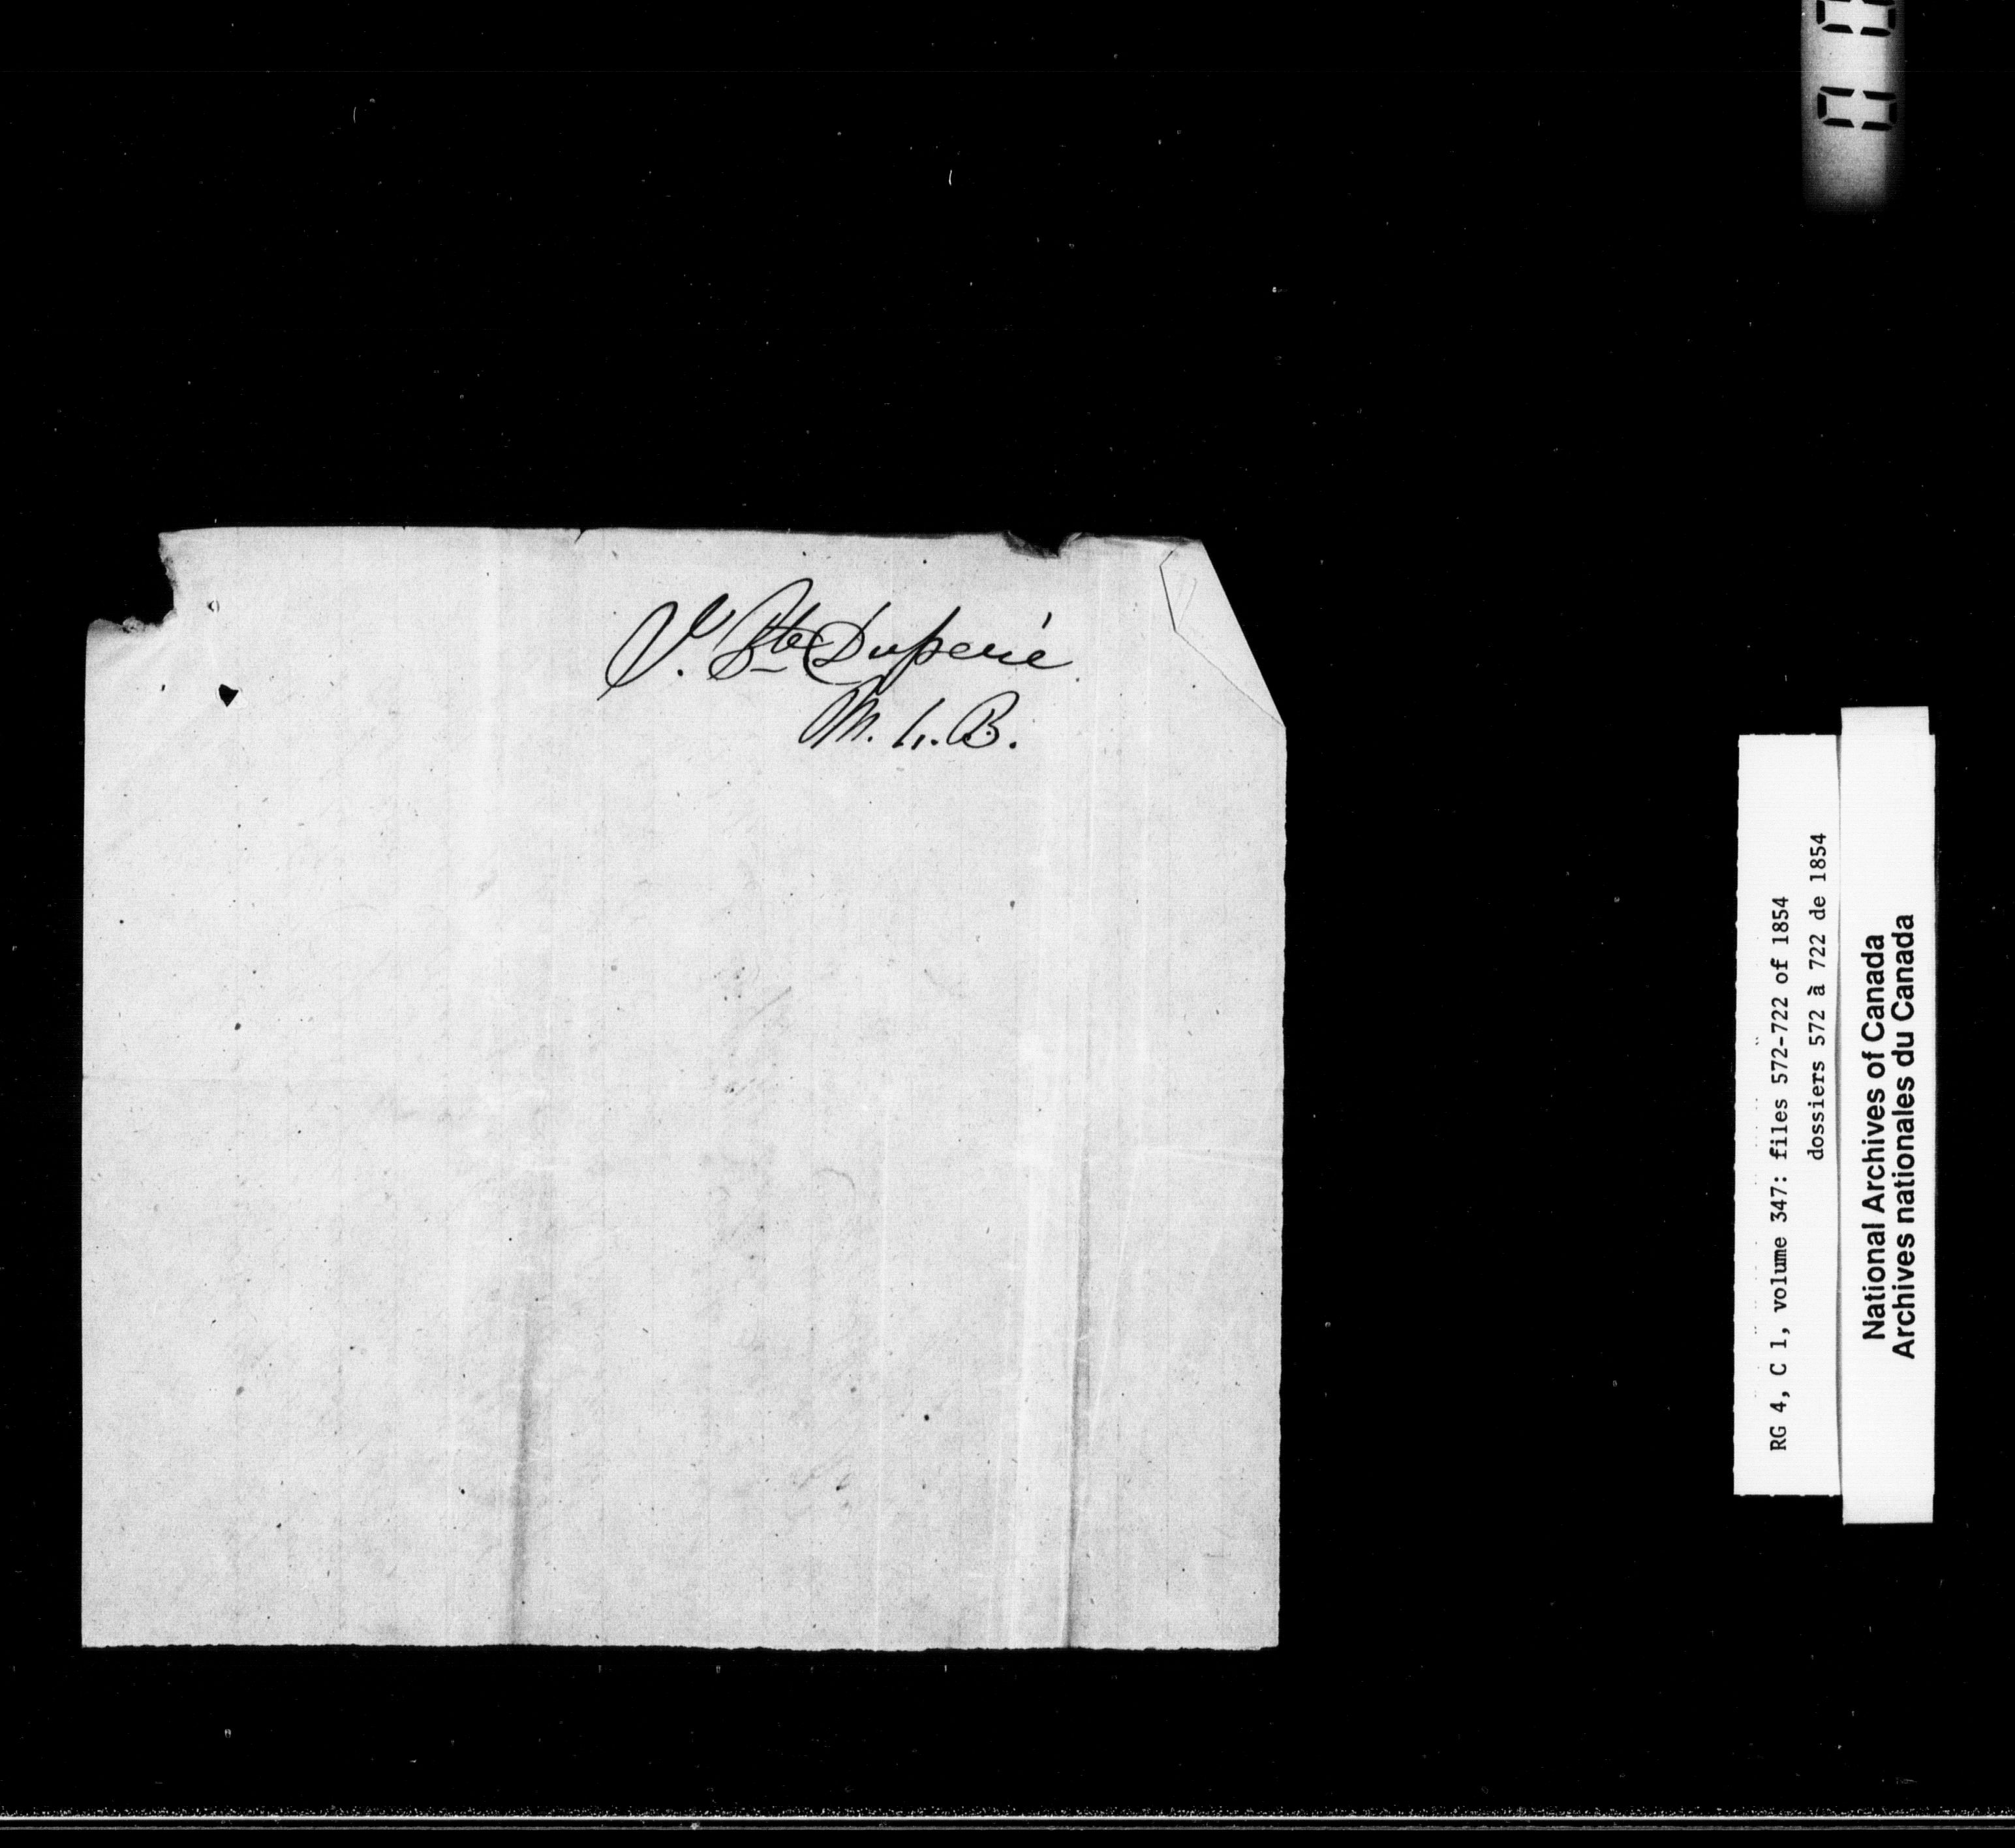 J. Bte Duperré
M. h. B.
RG 4, C 1, volume 347: files 572-722 of 1854
dossiers 572 à 722 de 1854
National Archives of Canada
Archives nationales du Canada